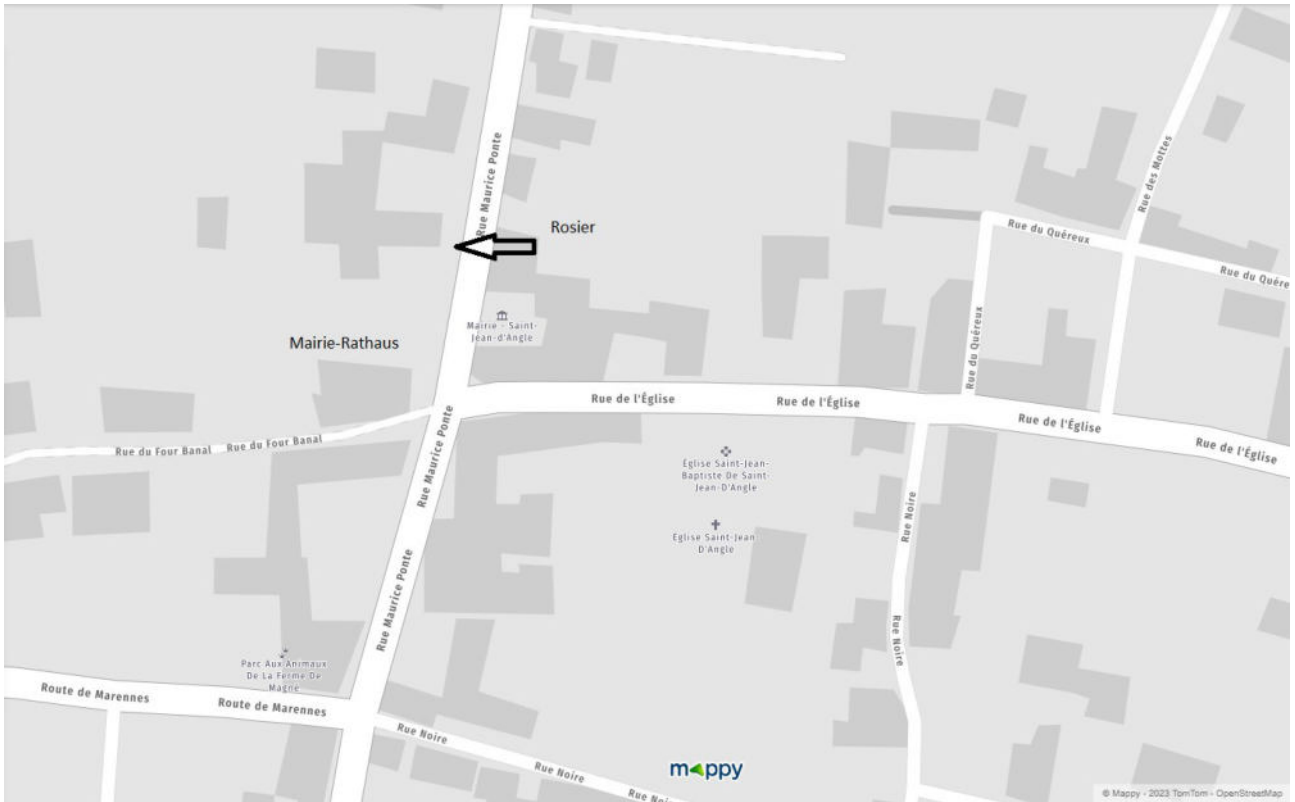 Rue Maurice Ponte
Rue des Mottes
Rosier
Rue du Quéreux
Rue du Quére
Mairie - Saint-
Jean-d'Angle
Mairie-Rathaus
Rue du Quéreux
Rue de l'Église
Rue de l'Église
Rue de l'Église
Rue de l'Église
Rue du Four Banal
Rue du Four Banal
Rue Maurice Ponte
Église Saint-Jean-
Baptiste De Saint-
Jean-D'Angle
Rue Noire
Église Saint-Jean
D'Angle
Rue Maurice Ponte
Rue Noire
Parc Aux Animaux
De La Ferme De
Magne
Route de Marennes
Route de Marennes
Rue Noire
Rue Noire
Rue Noi
mappy
© Mappy - 2023 TomTom - OpenStreetMap